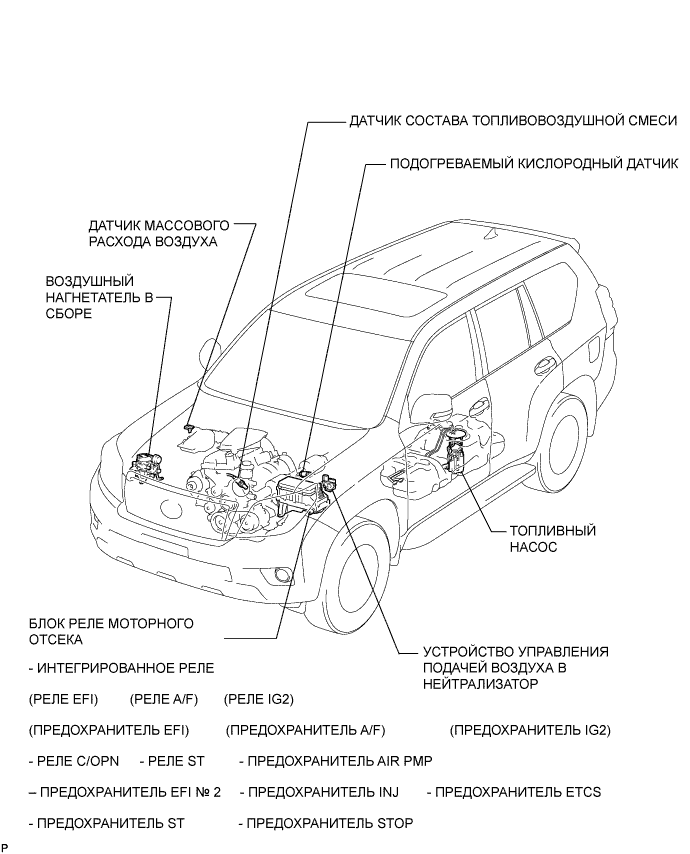 ДАТЧИК СОСТАВА ТОПЛИВОВОЗДУШНОЙ СМЕСИ
ПОДОГРЕВАЕМЫЙ КИСЛОРОДНЫЙ ДАТЧИК
ДАТЧИК МАССОВОГО
РАСХОДА ВОЗДУХА
ВОЗДУШНЫЙ
НАГНЕТАТЕЛЬ В
СБОРЕ
ТОПЛИВНЫЙ
НАСОС
БЛОК РЕЛЕ МОТОРНОГО
ОТСЕКА
УСТРОЙСТВО УПРАВЛЕНИЯ
ПОДАЧЕЙ ВОЗДУХА В
НЕЙТРАЛИЗАТОР
- ИНТЕГРИРОВАННОЕ РЕЛЕ
(РЕЛЕ EFI) (РЕЛЕ A/F) (РЕЛЕ IG2)
(ПРЕДОХРАНИТЕЛЬ EFI) (ПРЕДОХРАНИТЕЛЬ A/F) (ПРЕДОХРАНИТЕЛЬ IG2)
- РЕЛЕ C/OPN - РЕЛЕ ST - ПРЕДОХРАНИТЕЛЬ AIR PMP
– ПРЕДОХРАНИТЕЛЬ EFI № 2 - ПРЕДОХРАНИТЕЛЬ INJ - ПРЕДОХРАНИТЕЛЬ ETCS
- ПРЕДОХРАНИТЕЛЬ ST - ПРЕДОХРАНИТЕЛЬ STOP
P